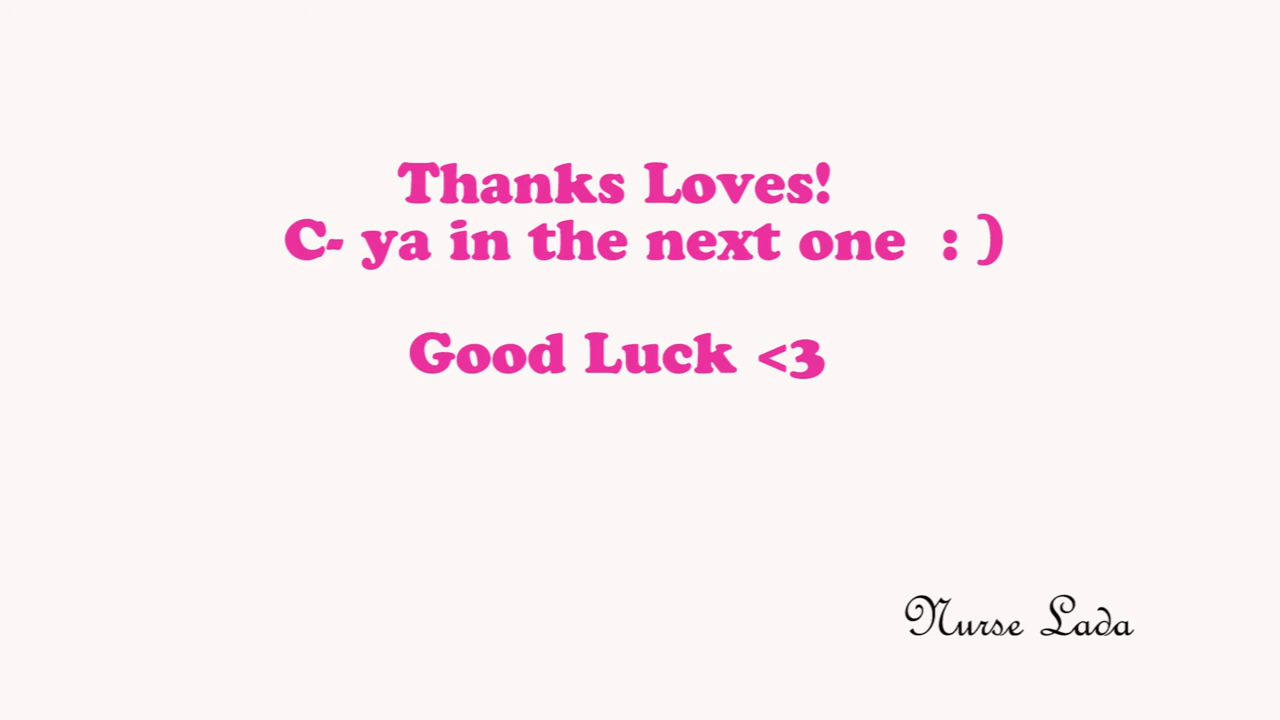 Thanks Loves!
C- ya in the next one : )
Good Luck <3
Nurse Lada